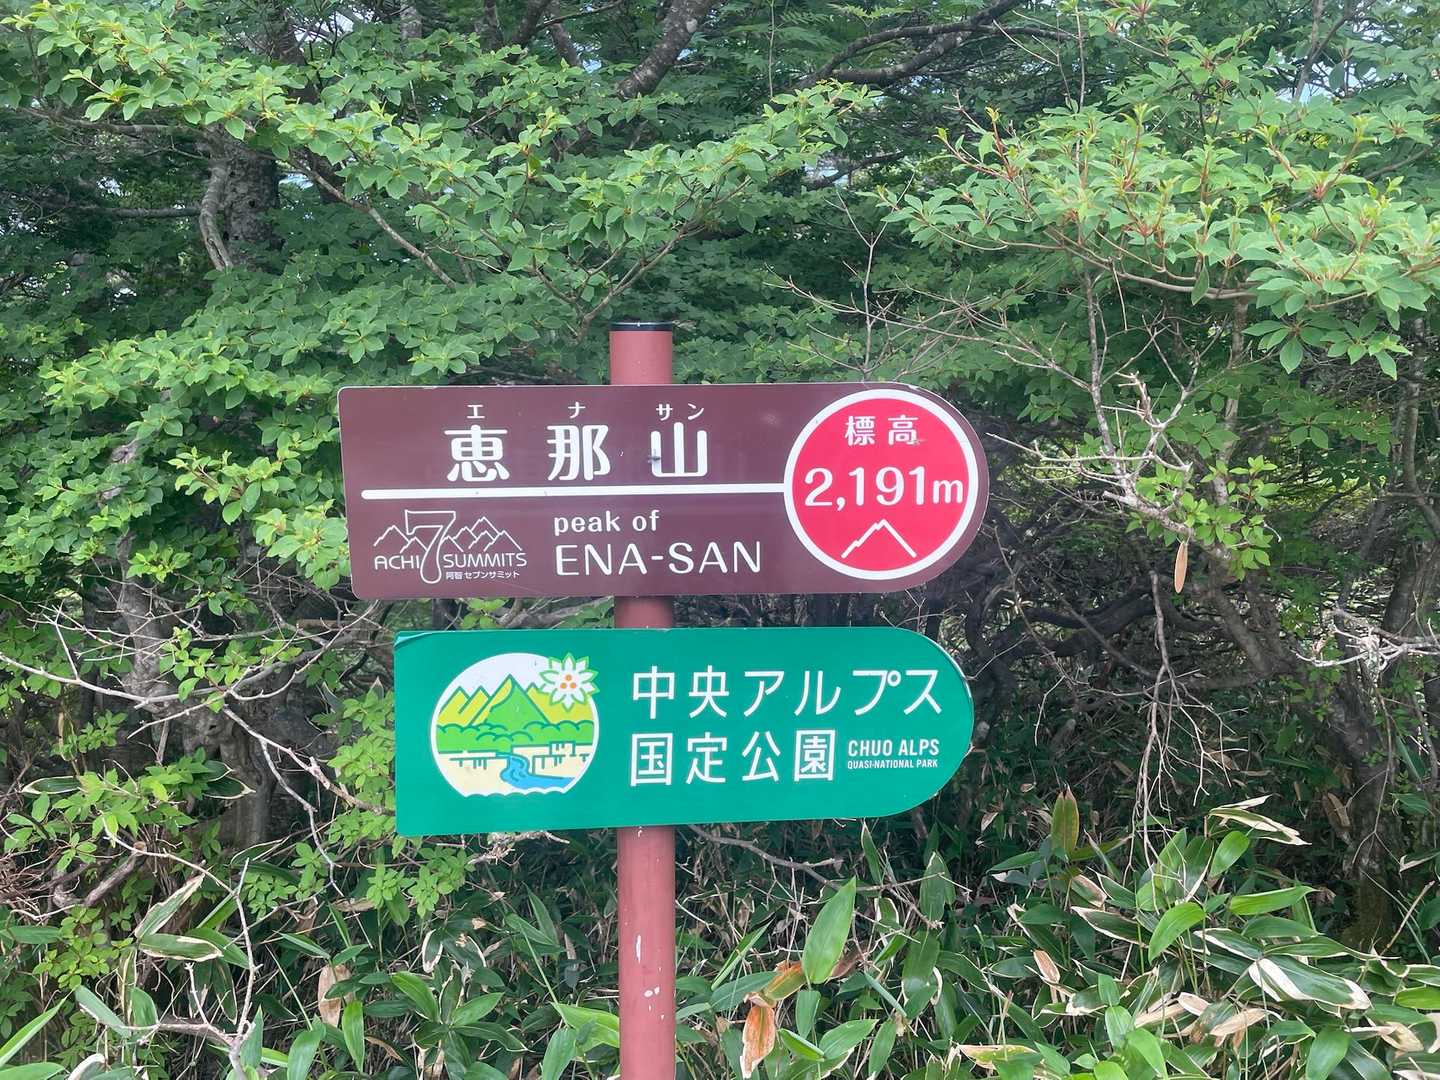 エ ナ サン
恵那山
標高
2,191m
peak of
ENA-SAN
ACHI 7 SUMMITS
阿智セブンサミット
中央アルプス
国定公園
CHUO ALPS
QUASI-NATIONAL PARK